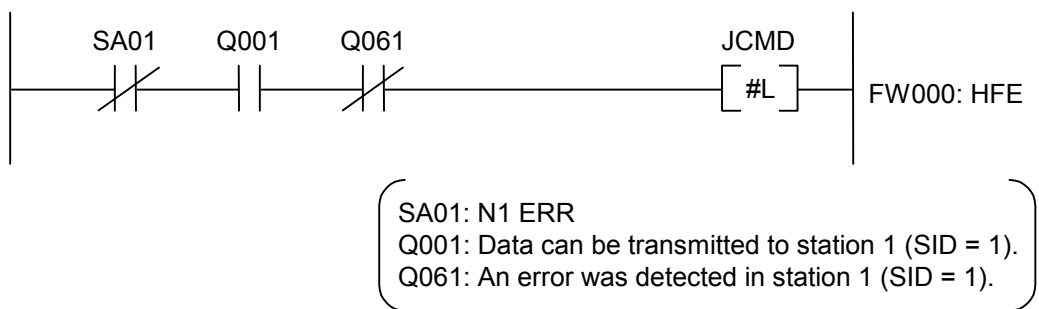 SA01 Q001 Q061 JCMD
#L FW000: HFE
SA01: N1 ERR
Q001: Data can be transmitted to station 1 (SID = 1).
Q061: An error was detected in station 1 (SID = 1).